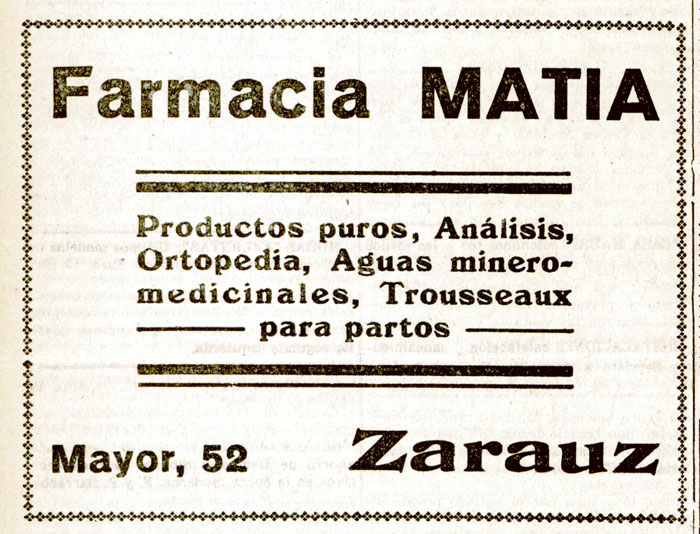 Farmacia MATIA
Productos puros, Análisis,
Ortopedia, Aguas minero-
medicinales, Trousseaux
para partos
Mayor, 52 Zarauz